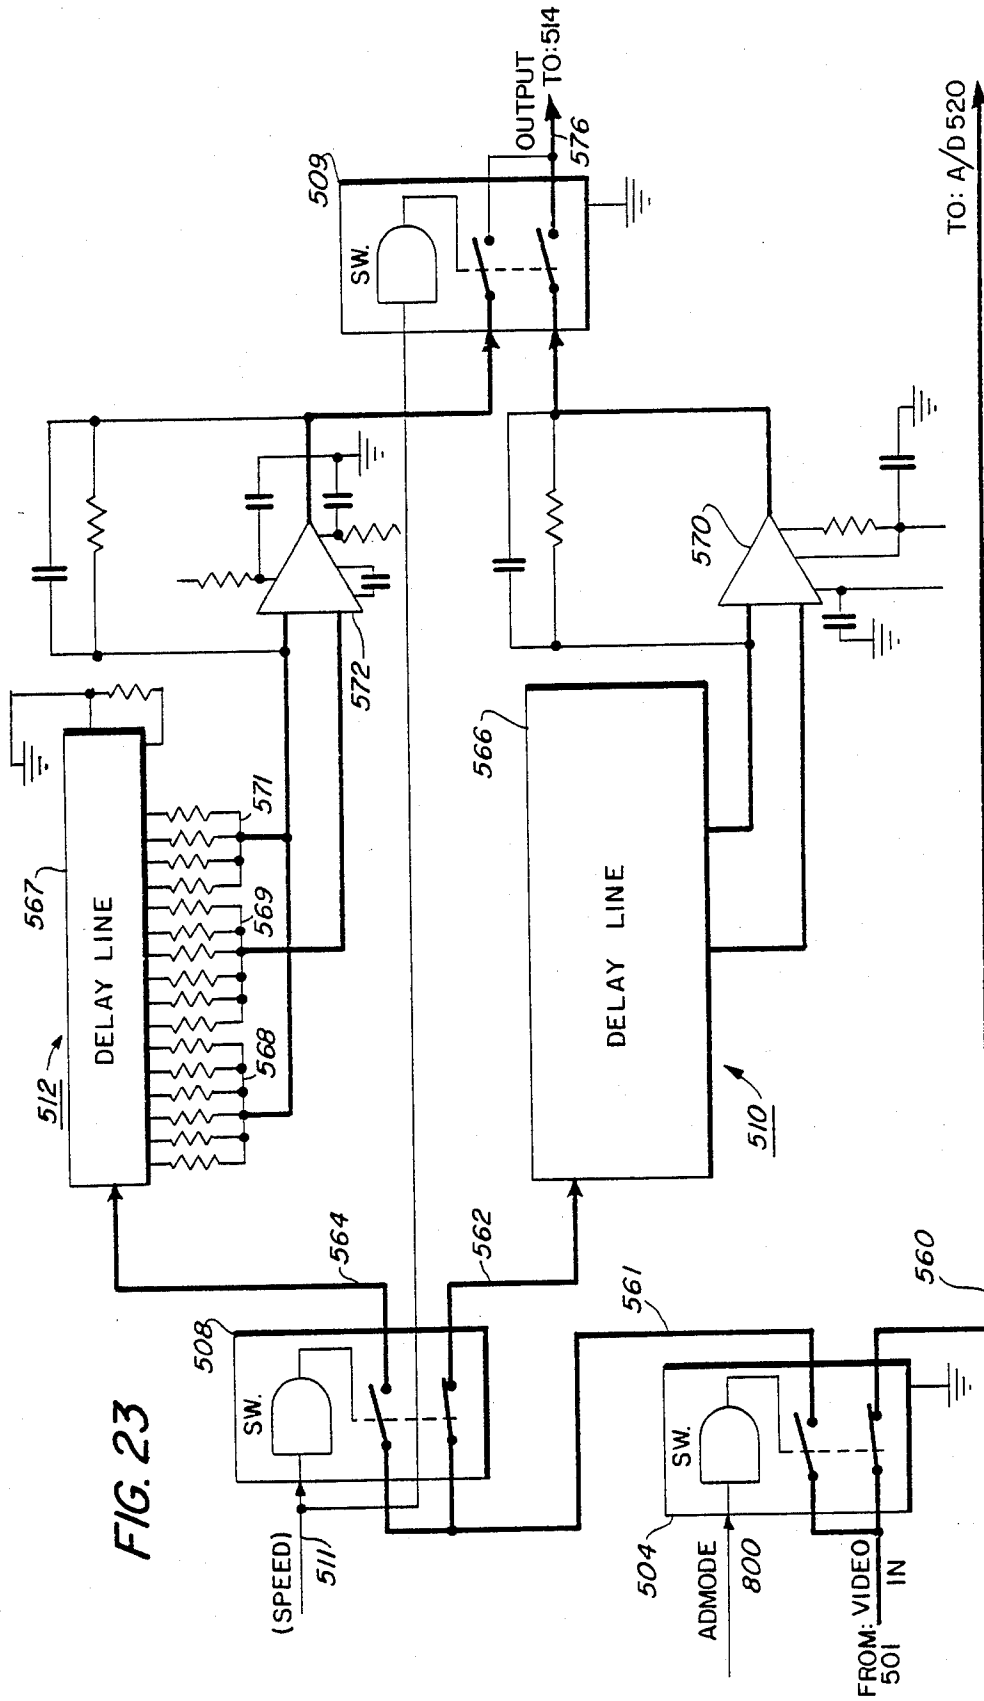 FIG. 23
(SPEED)
511
SW.
508
564
562
561
504
SW.
ADMODE
800
FROM: VIDEO
501 IN
560
512
DELAY LINE
567
568
569
571
572
510
DELAY LINE
566
570
509
SW.
OUTPUT
TO:514
576
TO: A/D 520